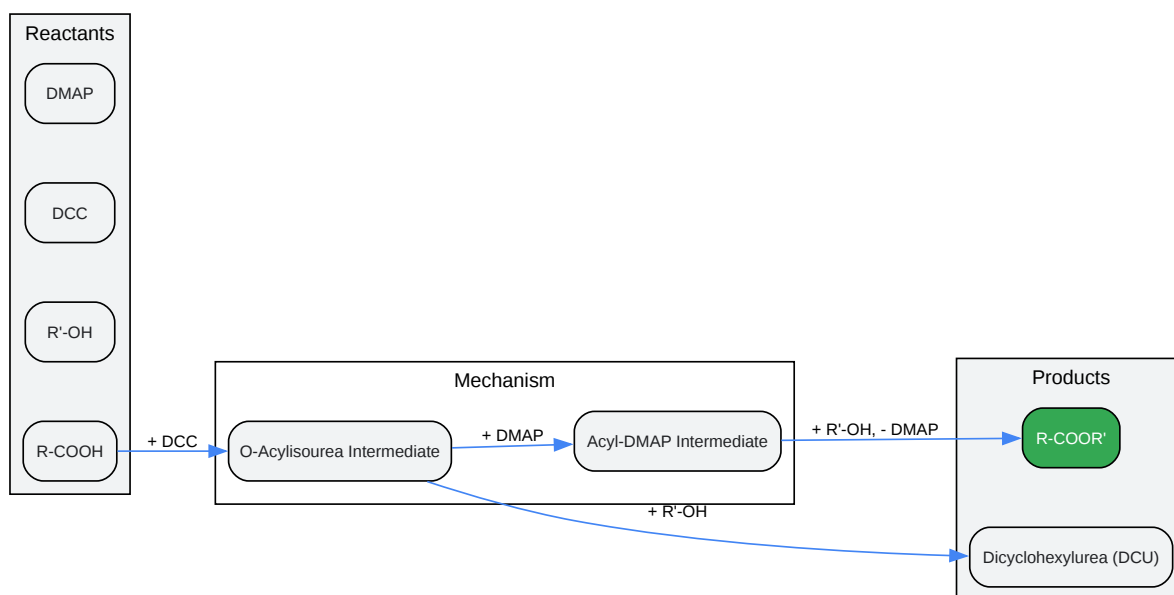 Reactants
DMAP
DCC
R'-OH
R-COOH
+ DCC
Mechanism
O-Acylisourea Intermediate
+ DMAP
Acyl-DMAP Intermediate
+ R'-OH, - DMAP
+ R'-OH
Products
R-COOR'
Dicyclohexylurea (DCU)